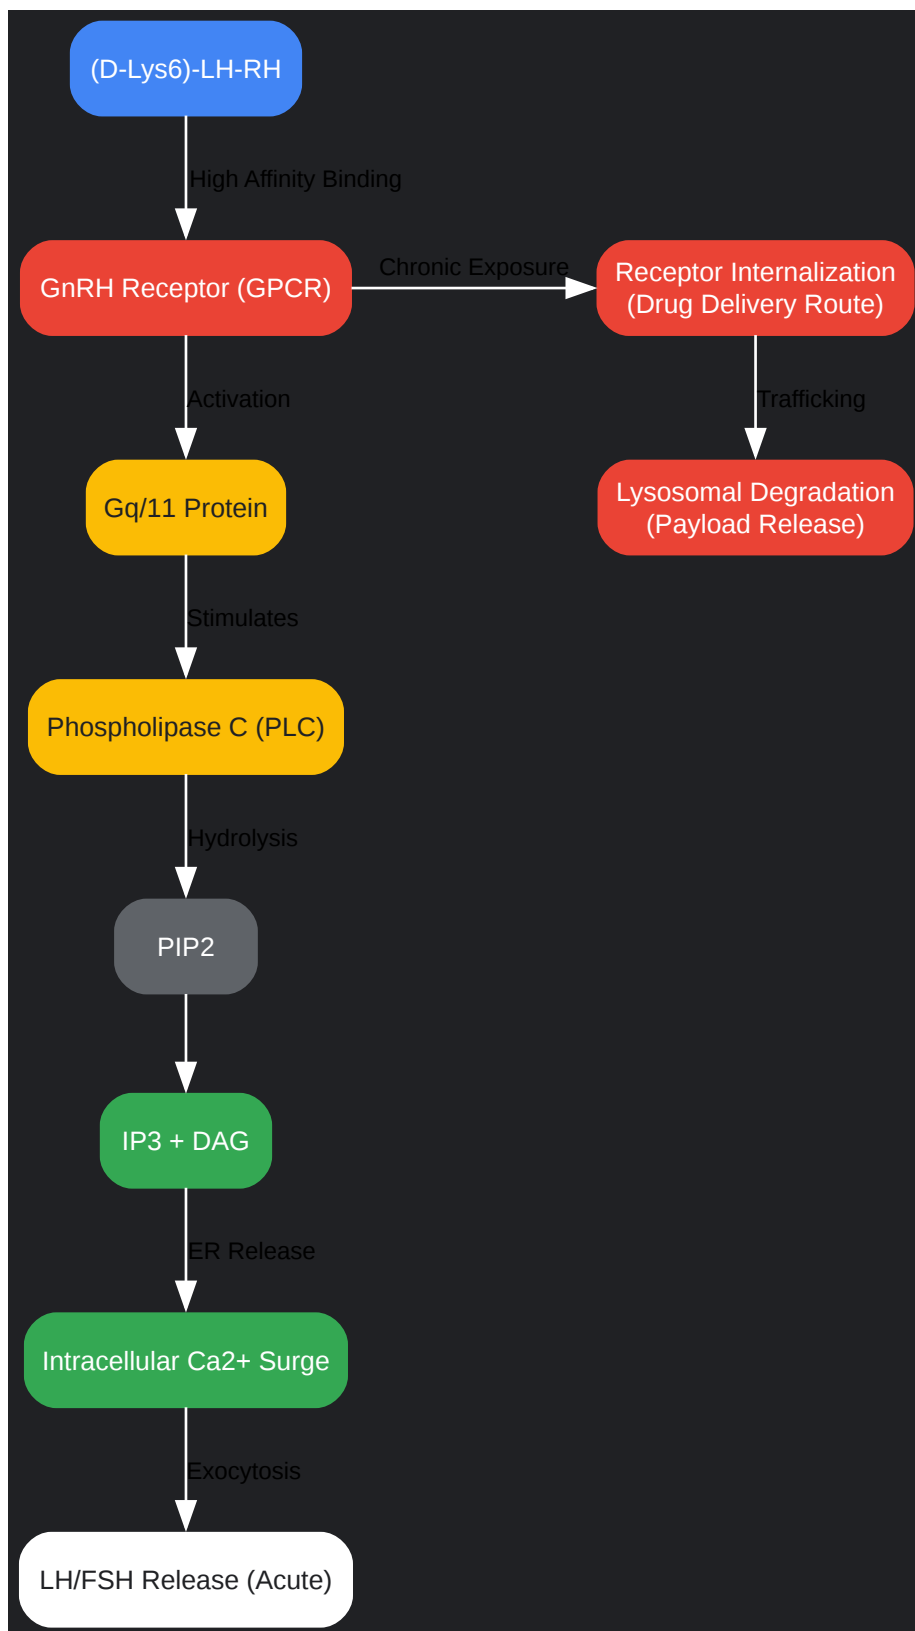 (D-Lys6)-LH-RH
High Affinity Binding
GnRH Receptor (GPCR)
Chronic Exposure
Receptor Internalization
(Drug Delivery Route)
Activation
Trafficking
Gq/11 Protein
Lysosomal Degradation
(Payload Release)
Stimulates
Phospholipase C (PLC)
Hydrolysis
PIP2
IP3 + DAG
ER Release
Intracellular Ca2+ Surge
Exocytosis
LH/FSH Release (Acute)